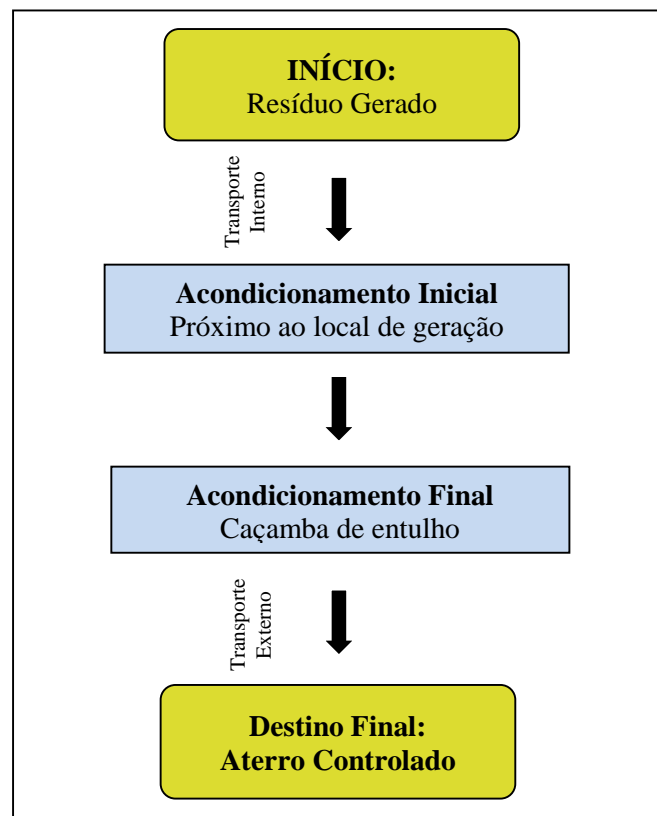 INÍCIO:
Resíduo Gerado
Transporte
Interno
Acondicionamento Inicial
Próximo ao local de geração
Acondicionamento Final
Caçamba de entulho
Transporte
Externo
Destino Final:
Aterro Controlado